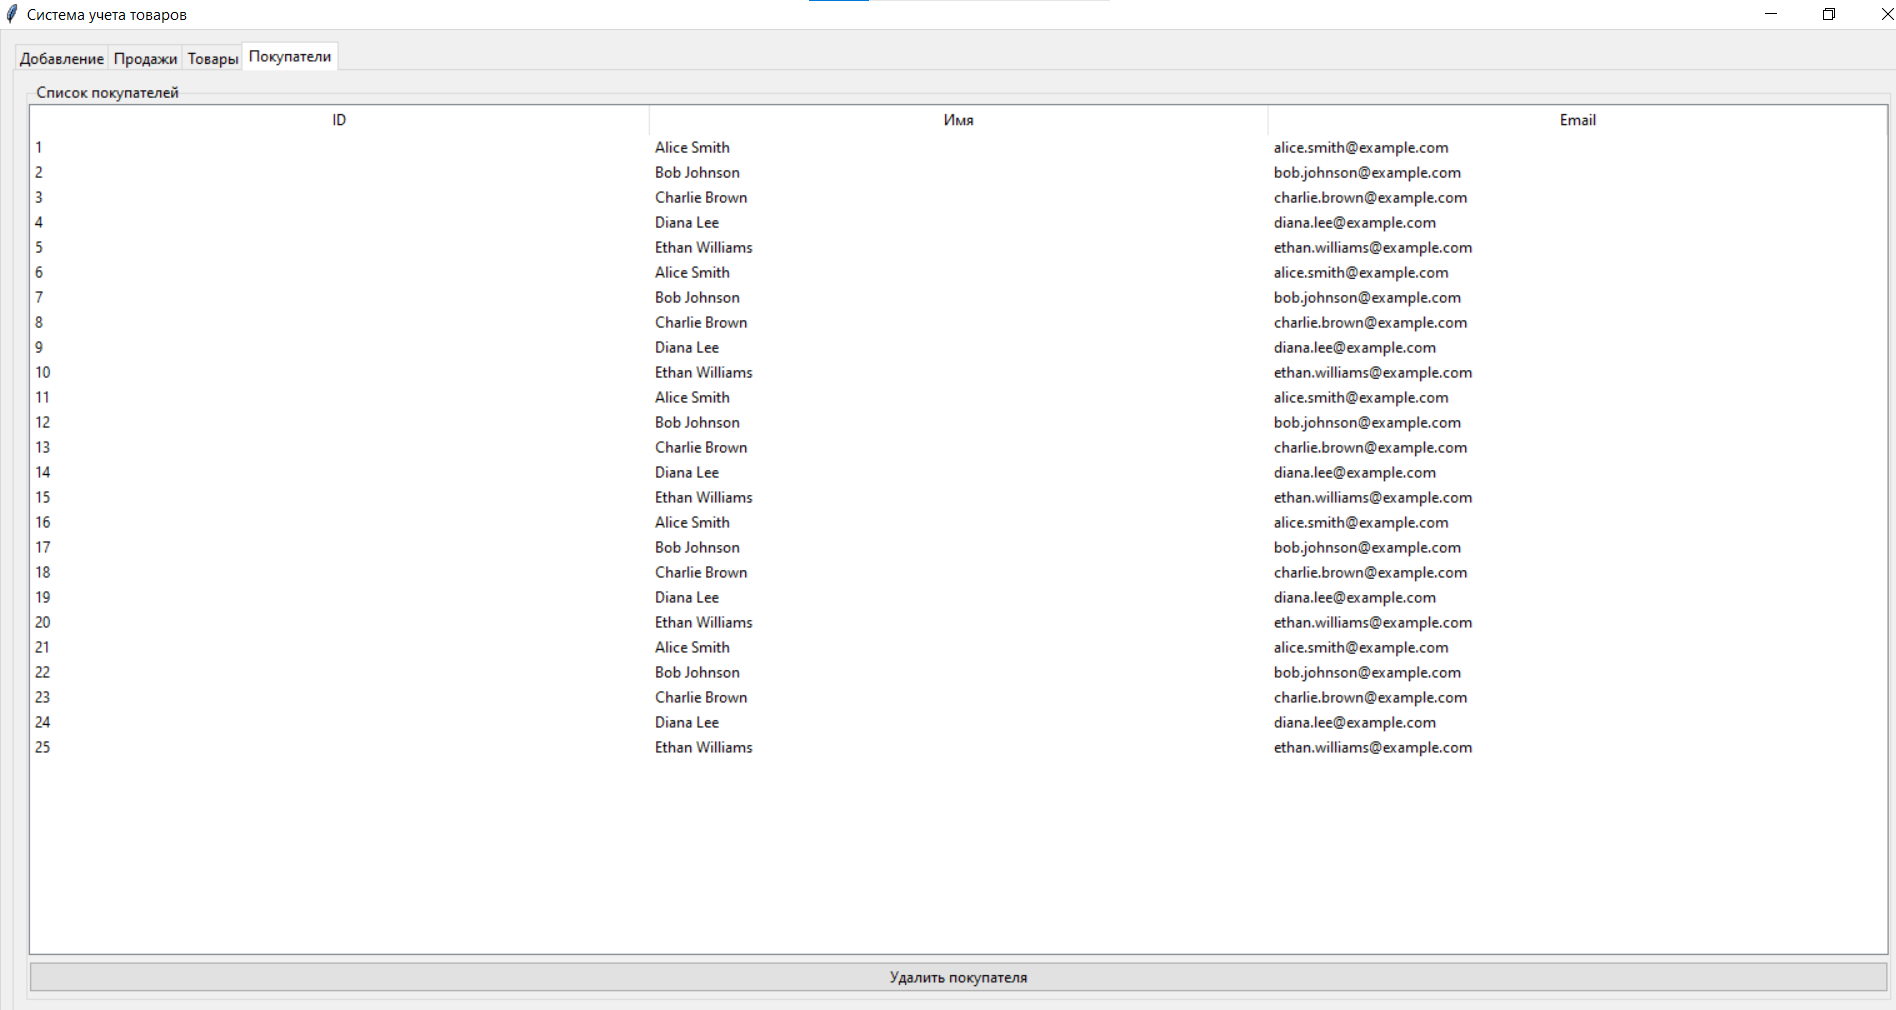 Система учета товаров
Добавление Продажи Товары Покупатели
Список покупателей
ID Имя Email
1 Alice Smith alice.smith@example.com
2 Bob Johnson bob.johnson@example.com
3 Charlie Brown charlie.brown@example.com
4 Diana Lee diana.lee@example.com
5 Ethan Williams ethan.williams@example.com
6 Alice Smith alice.smith@example.com
7 Bob Johnson bob.johnson@example.com
8 Charlie Brown charlie.brown@example.com
9 Diana Lee diana.lee@example.com
10 Ethan Williams ethan.williams@example.com
11 Alice Smith alice.smith@example.com
12 Bob Johnson bob.johnson@example.com
13 Charlie Brown charlie.brown@example.com
14 Diana Lee diana.lee@example.com
15 Ethan Williams ethan.williams@example.com
16 Alice Smith alice.smith@example.com
17 Bob Johnson bob.johnson@example.com
18 Charlie Brown charlie.brown@example.com
19 Diana Lee diana.lee@example.com
20 Ethan Williams ethan.williams@example.com
21 Alice Smith alice.smith@example.com
22 Bob Johnson bob.johnson@example.com
23 Charlie Brown charlie.brown@example.com
24 Diana Lee diana.lee@example.com
25 Ethan Williams ethan.williams@example.com
Удалить покупателя